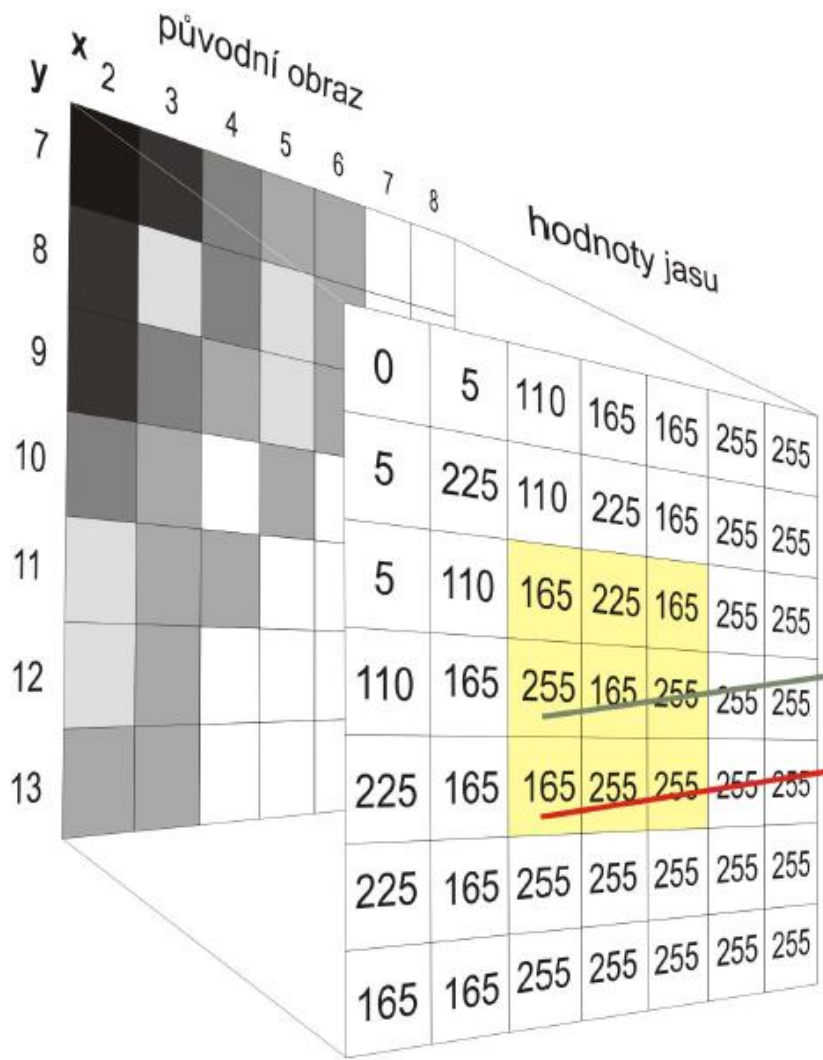 původní obraz
x 2 3 4 5 6 7 8
y
7
8
9
10
11
12
13
hodnoty jasu
0 5 110 165 165 255 255
5 225 110 225 165 255 255
5 110 165 225 165 255 255
110 165 255 165 255 255 255
225 165 165 255 255 255 255
225 165 255 255 255 255 255
165 165 255 255 255 255 255